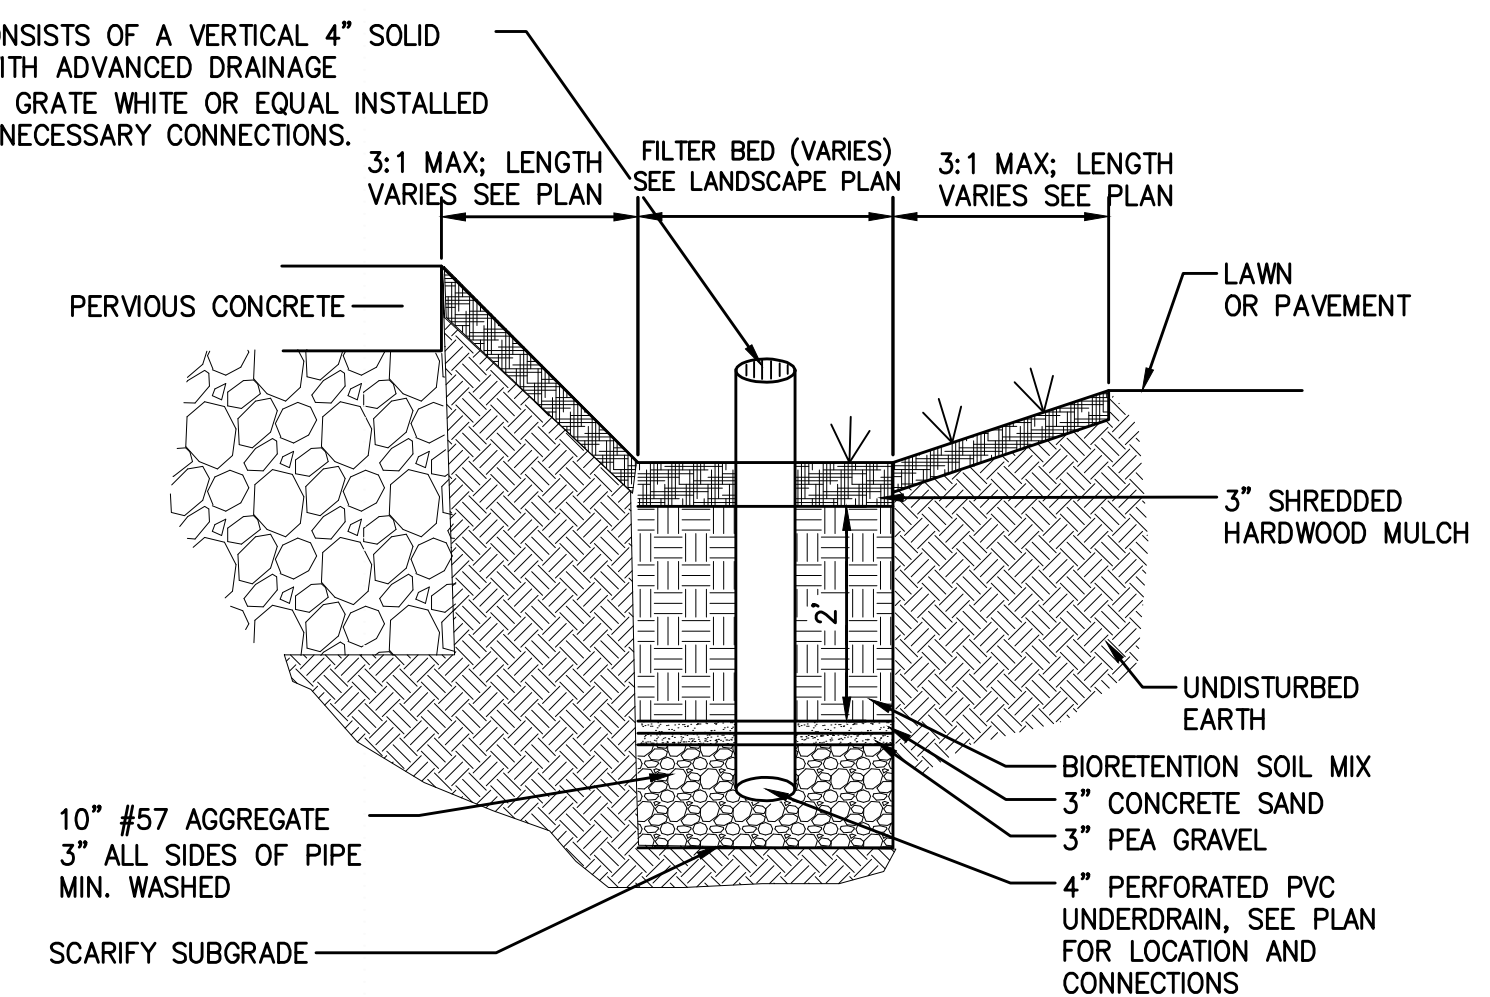 OF A VERTICAL 4” SOLID
ADVANCED DRAINAGE
GRATE WHITE OR EQUAL INSTALLED
NECESSARY CONNECTIONS.
3:1 MAX; LENGTH
VARIES SEE PLAN
FILTER BED (VARIES)
SEE LANDSCAPE PLAN
3:1 MAX; LENGTH
VARIES SEE PLAN
PERVIOUS CONCRETE
LAWN
OR PAVEMENT
3” SHREDDED
HARDWOOD MULCH
2'
UNDISTURBED
EARTH
BIORETENTION SOIL MIX
3” CONCRETE SAND
3” PEA GRAVEL
10” #57 AGGREGATE
3” ALL SIDES OF PIPE
MIN. WASHED
4” PERFORATED PVC
UNDERDRAIN, SEE PLAN
FOR LOCATION AND
CONNECTIONS
SCARIFY SUBGRADE